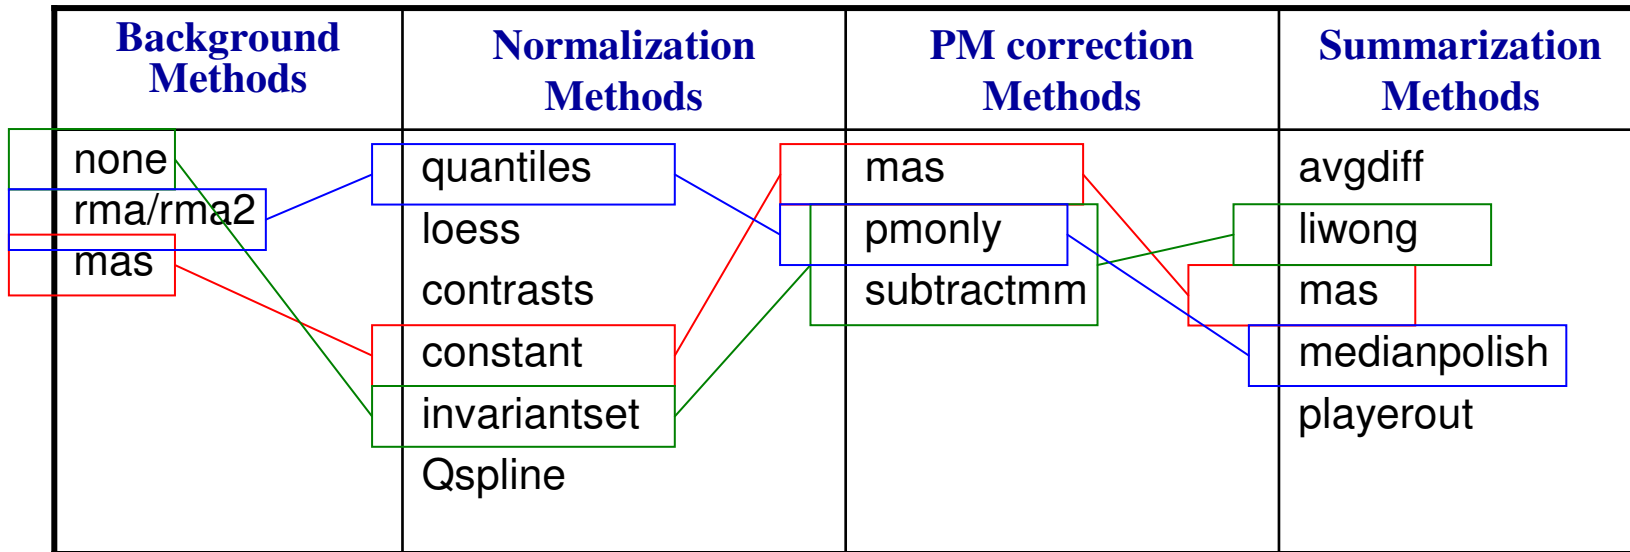 Background
Methods
Normalization
Methods
PM correction
Methods
Summarization
Methods
none
rma/rma2
mas
quantiles
loess
contrasts
constant
invariantset
Qspline
mas
pmonly
subtractmm
avgdiff
liwong
mas
medianpolish
playerout